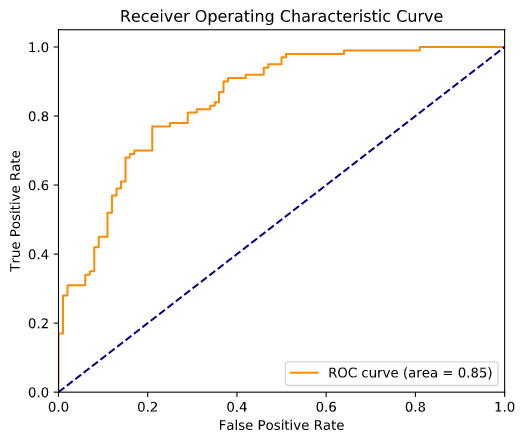 Receiver Operating Characteristic Curve
1.0
0.8
0.6
0.4
0.2
0.0
True Positive Rate
ROC curve (area = 0.85)
0.0 0.2 0.4 0.6 0.8 1.0
False Positive Rate